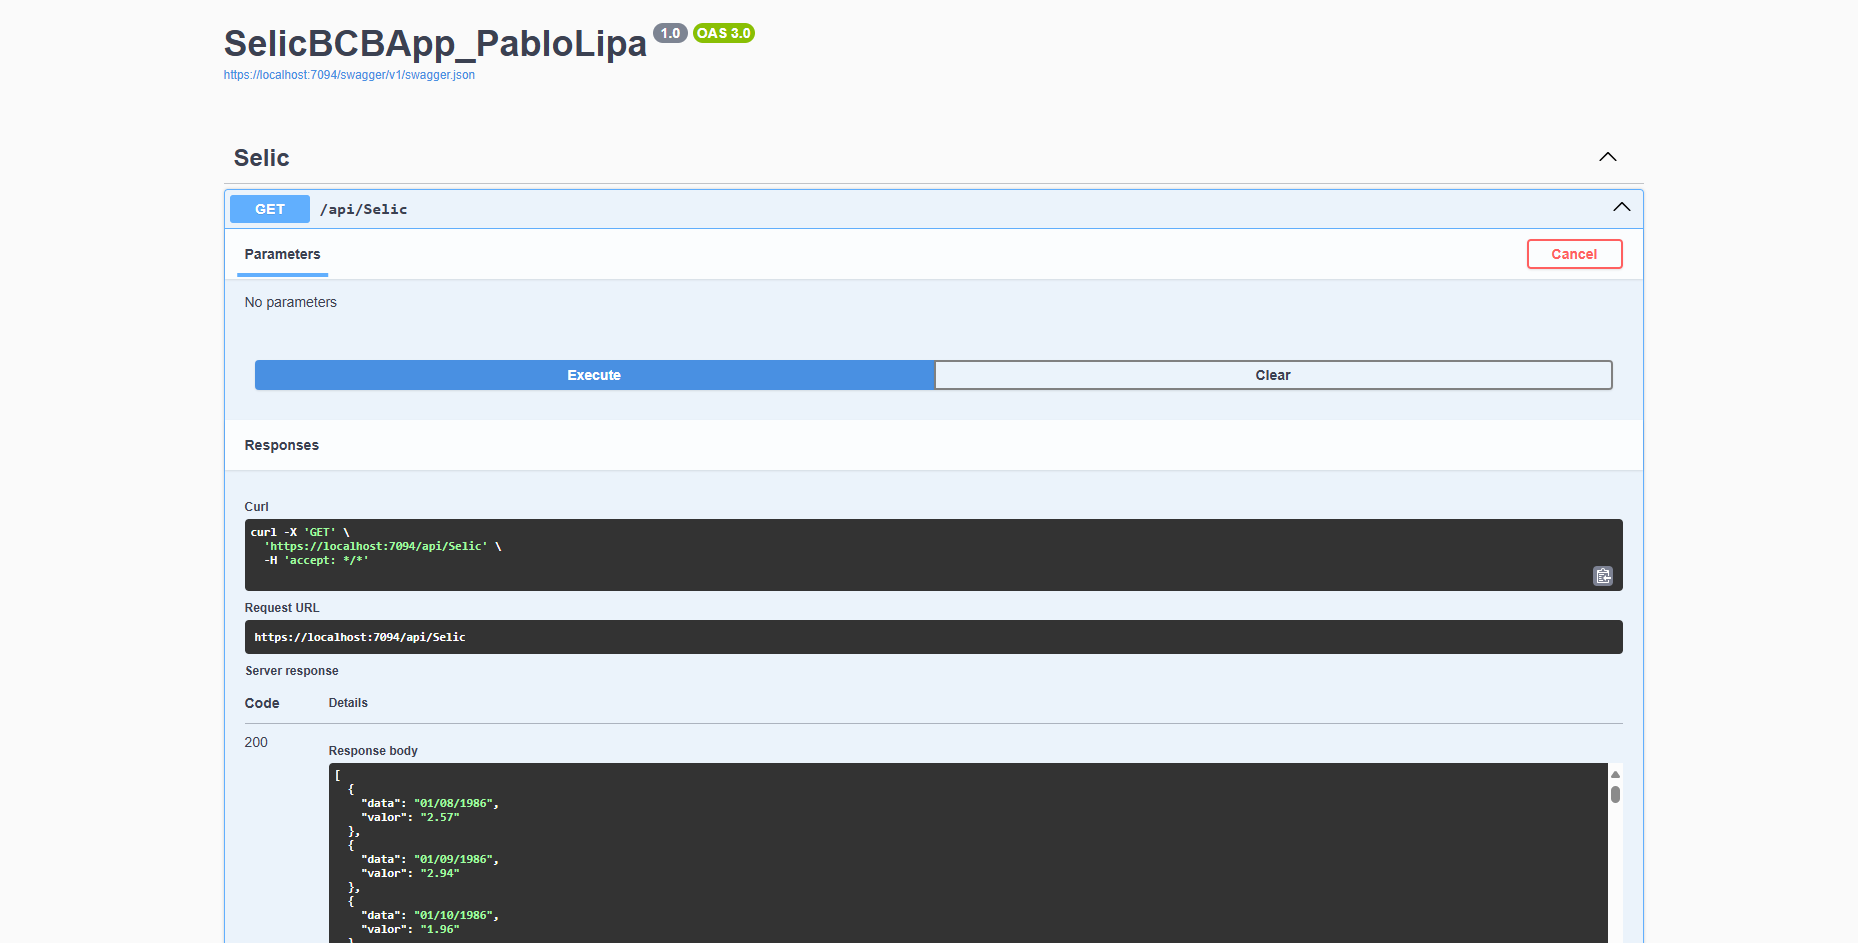 SelicBCBApp_PabloLipa 1.0 OAS 3.0
https://localhost:7094/swagger/v1/swagger.json
Selic
GET /api/Selic
Parameters
Cancel
No parameters
Execute
Clear
Responses
Curl
curl -X 'GET' \
  'https://localhost:7094/api/Selic' \
  -H 'accept: */*'
Request URL
https://localhost:7094/api/Selic
Server response
Code Details
200
Response body
[
  {
    "data": "01/08/1986",
    "valor": "2.57"
  },
  {
    "data": "01/09/1986",
    "valor": "2.94"
  },
  {
    "data": "01/10/1986",
    "valor": "1.96"
  }